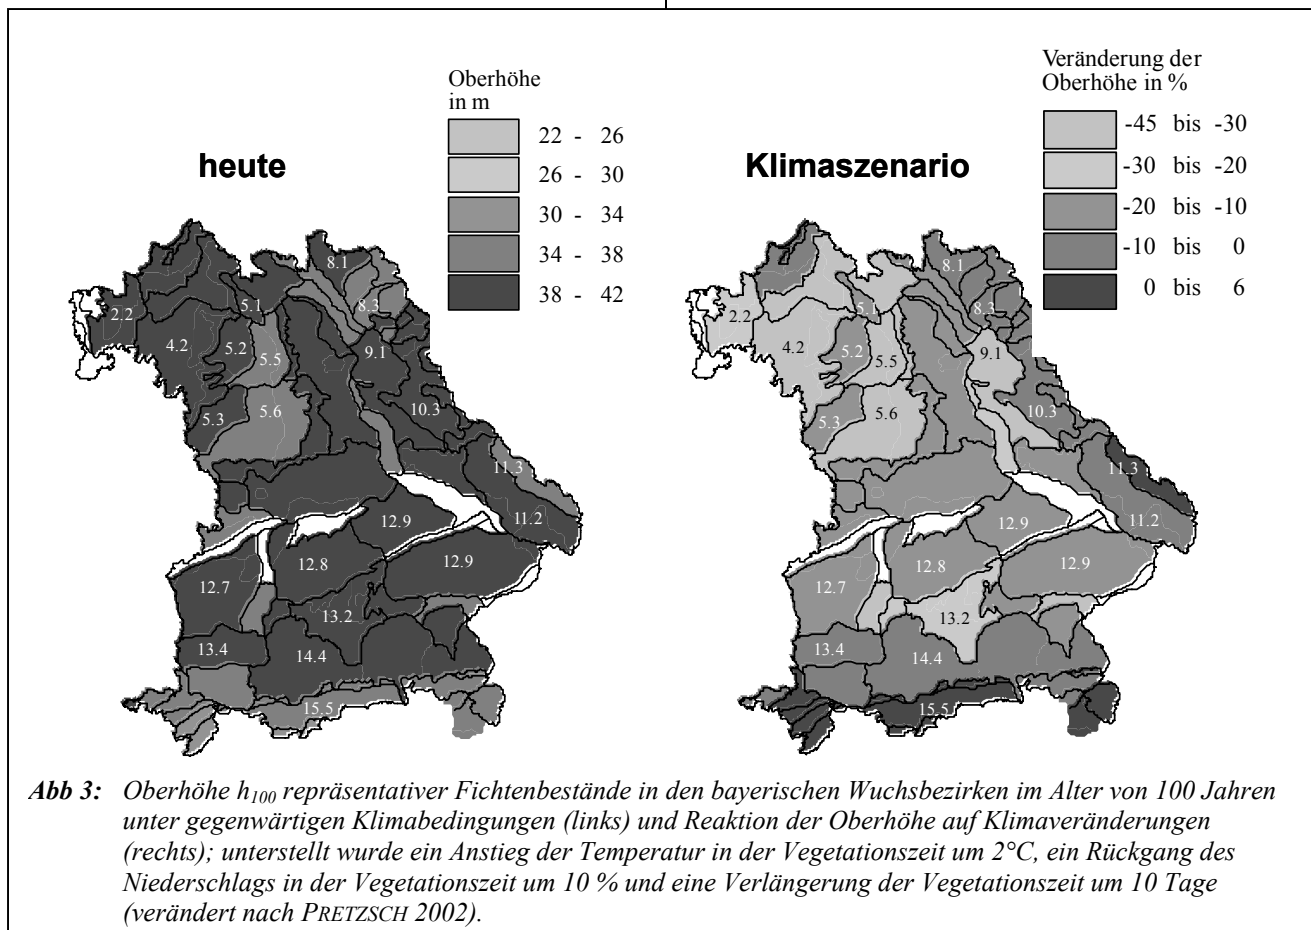 heute
Oberhöhe
in m
22 - 26
26 - 30
30 - 34
34 - 38
38 - 42
8.1
8.3
5.1
2.2
4.2
5.2
5.5
9.1
5.3
5.6
10.3
11.3
11.2
12.9
12.8
12.9
12.7
13.2
13.4
14.4
15.5
Klimaszenario
Veränderung der
Oberhöhe in %
-45 bis -30
-30 bis -20
-20 bis -10
-10 bis 0
0 bis 6
8.1
8.3
5.1
2.2
4.2
5.2
5.5
9.1
5.3
5.6
10.3
11.3
11.2
12.9
12.8
12.9
12.7
13.2
13.4
14.4
15.5
Abb 3: Oberhöhe h100 repräsentativer Fichtenbestände in den bayerischen Wuchsbezirken im Alter von 100 Jahren
unter gegenwärtigen Klimabedingungen (links) und Reaktion der Oberhöhe auf Klimaveränderungen
(rechts); unterstellt wurde ein Anstieg der Temperatur in der Vegetationszeit um 2°C, ein Rückgang des
Niederschlags in der Vegetationszeit um 10 % und eine Verlängerung der Vegetationszeit um 10 Tage
(verändert nach PRETZSCH 2002).